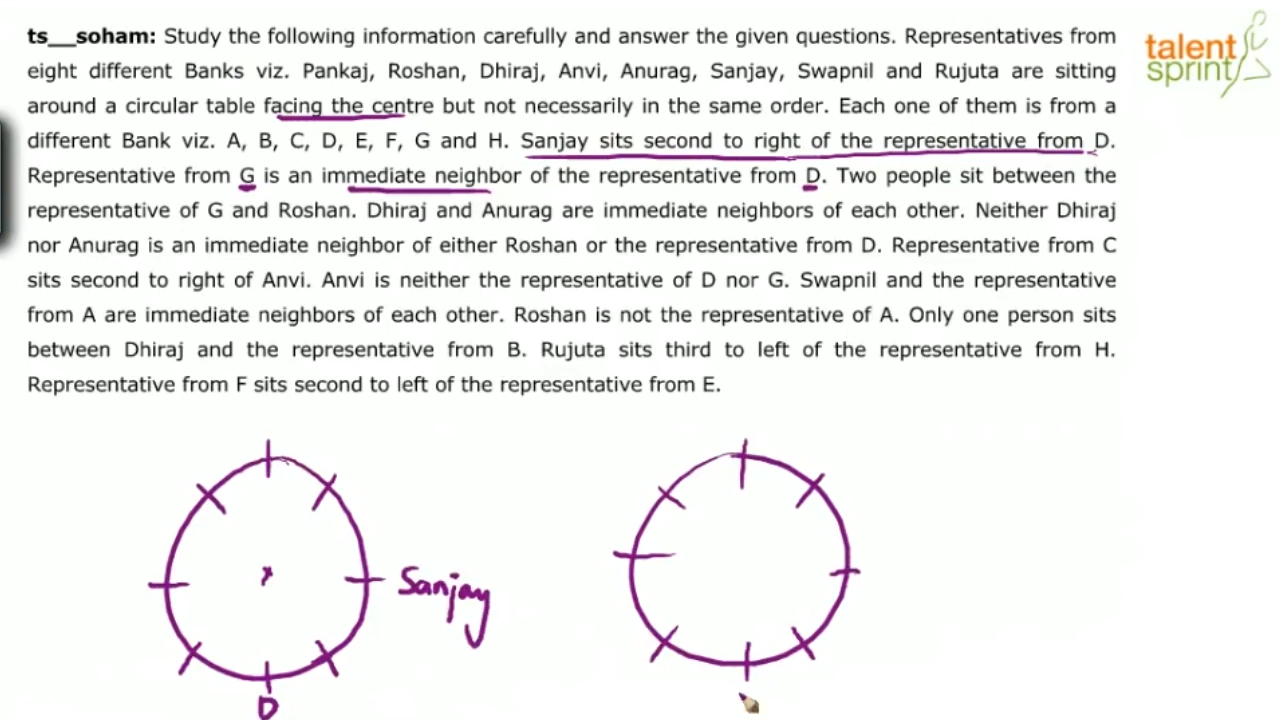 ts__soham: Study the following information carefully and answer the given questions. Representatives from
eight different Banks viz. Pankaj, Roshan, Dhiraj, Anvi, Anurag, Sanjay, Swapnil and Rujuta are sitting
around a circular table facing the centre but not necessarily in the same order. Each one of them is from a
different Bank viz. A, B, C, D, E, F, G and H. Sanjay sits second to right of the representative from D.
Representative from G is an immediate neighbor of the representative from D. Two people sit between the
representative of G and Roshan. Dhiraj and Anurag are immediate neighbors of each other. Neither Dhiraj
nor Anurag is an immediate neighbor of either Roshan or the representative from D. Representative from C
sits second to right of Anvi. Anvi is neither the representative of D nor G. Swapnil and the representative
from A are immediate neighbors of each other. Roshan is not the representative of A. Only one person sits
between Dhiraj and the representative from B. Rujuta sits third to left of the representative from H.
Representative from F sits second to left of the representative from E.
talent
sprint
Sanjay
D